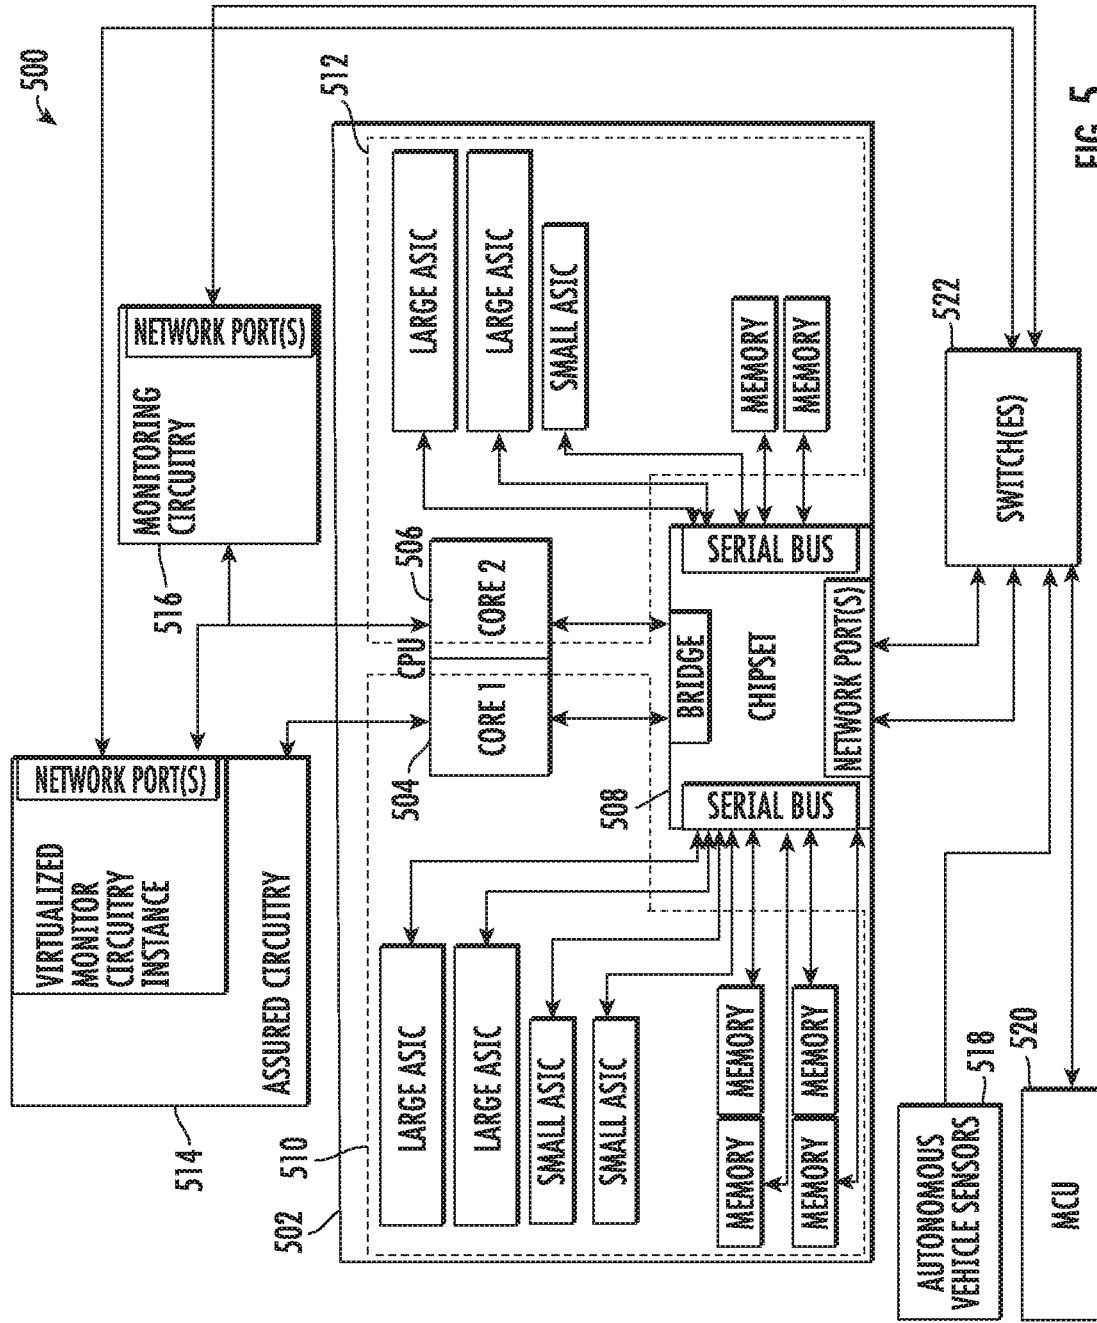 500
514
VIRTUALIZED
MONITOR
CIRCUITRY
INSTANCE
NETWORK PORT(S)
ASSURED CIRCUITRY
516
MONITORING
CIRCUITRY
NETWORK PORT(S)
502
510
512
LARGE ASIC
LARGE ASIC
SMALL ASIC
SMALL ASIC
MEMORY
MEMORY
MEMORY
MEMORY
504
CPU
506
CORE 1
CORE 2
508
BRIDGE
SERIAL BUS
CHIPSET
SERIAL BUS
NETWORK PORT(S)
LARGE ASIC
LARGE ASIC
SMALL ASIC
MEMORY
MEMORY
AUTONOMOUS
VEHICLE SENSORS
518
MCU
520
522
SWITCH(ES)
FIG. 5